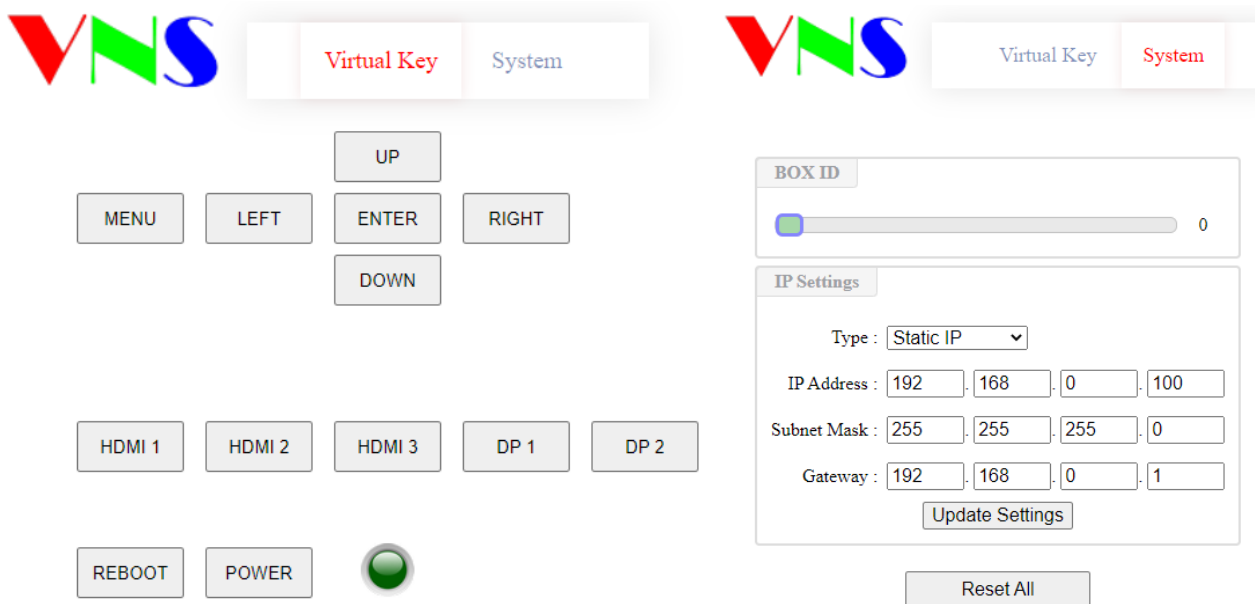 VNS
Virtual Key System
UP
MENU LEFT ENTER RIGHT
DOWN
HDMI 1 HDMI 2 HDMI 3 DP 1 DP 2
REBOOT POWER
VNS
Virtual Key System
BOX ID
0
IP Settings
Type : Static IP
IP Address : 192 . 168 . 0 . 100
Subnet Mask : 255 . 255 . 255 . 0
Gateway : 192 . 168 . 0 . 1
Update Settings
Reset All